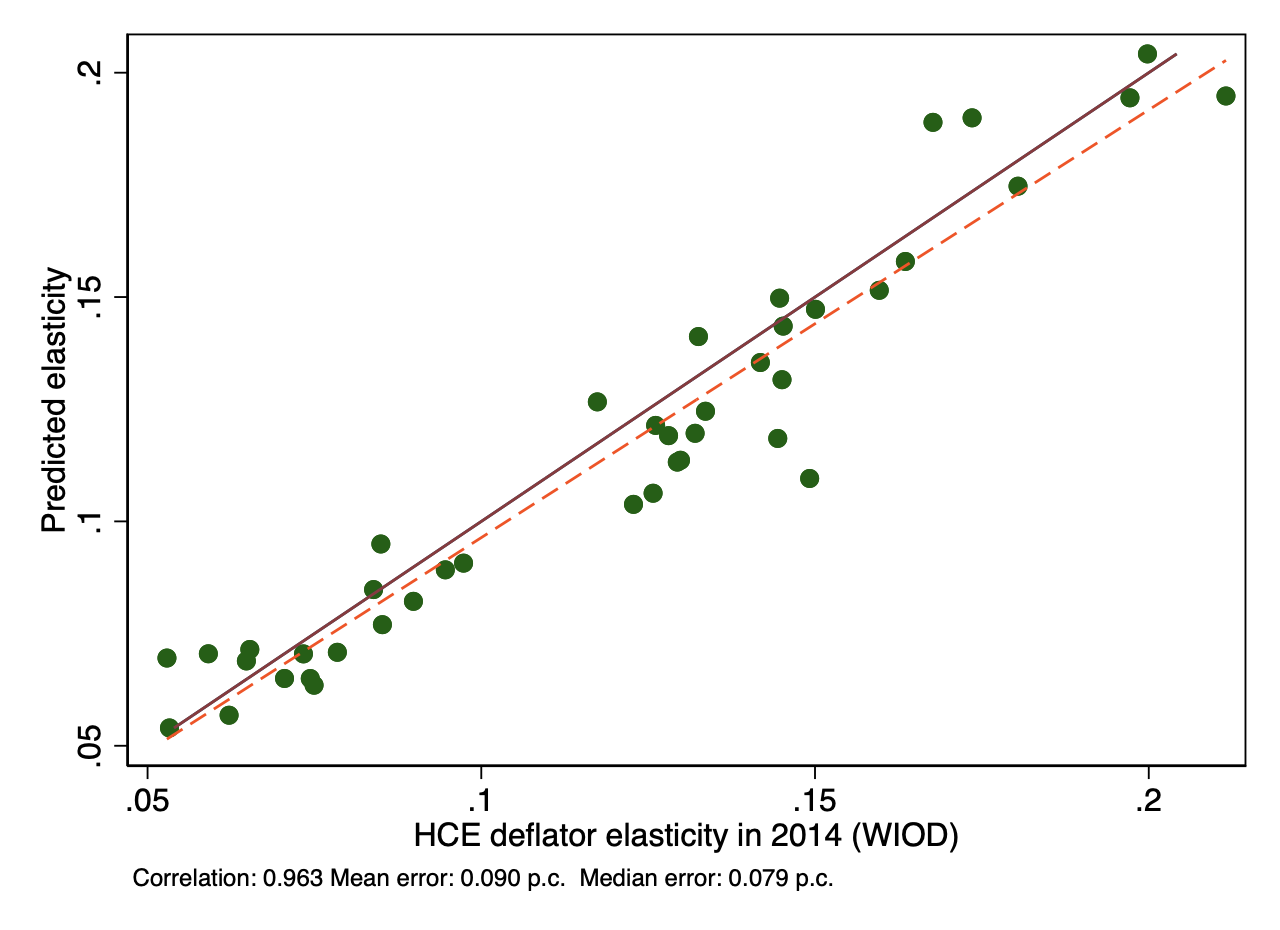 Predicted elasticity
.2
.15
.1
.05
.05 .1 .15 .2
HCE deflator elasticity in 2014 (WIOD)
Correlation: 0.963 Mean error: 0.090 p.c.  Median error: 0.079 p.c.